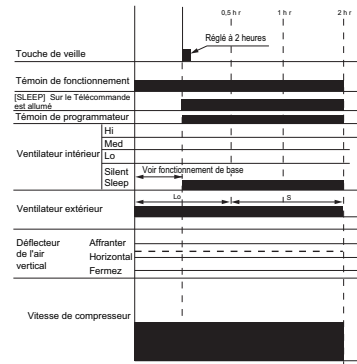 0,5 h r 1 h r 2 hr
Réglé à 2 heures
Touche de veille
Témoin de fonctionnement
[SLEEP] Sur le Télécommande
est allumé
Témoin de programmateur
Hi
Med
Ventilateur intérieur Lo
Silent Voir fonctionnement de base
Sleep
Lo S
Ventilateur extérieur
Déflecteur Affranter
de l'air Horizontal
vertical Fermez
Vitesse de compresseur